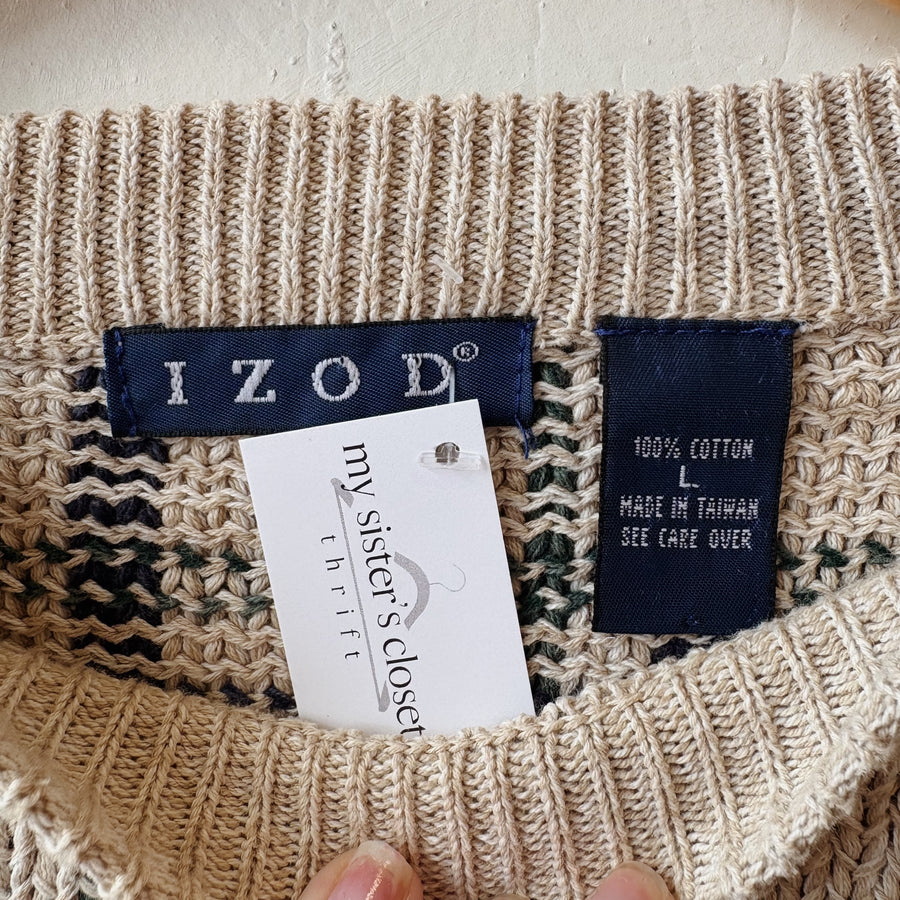 IZOD®
100% COTTON
L
MADE IN TAIWAN
SEE CARE OVER
my sister's closet
thrift